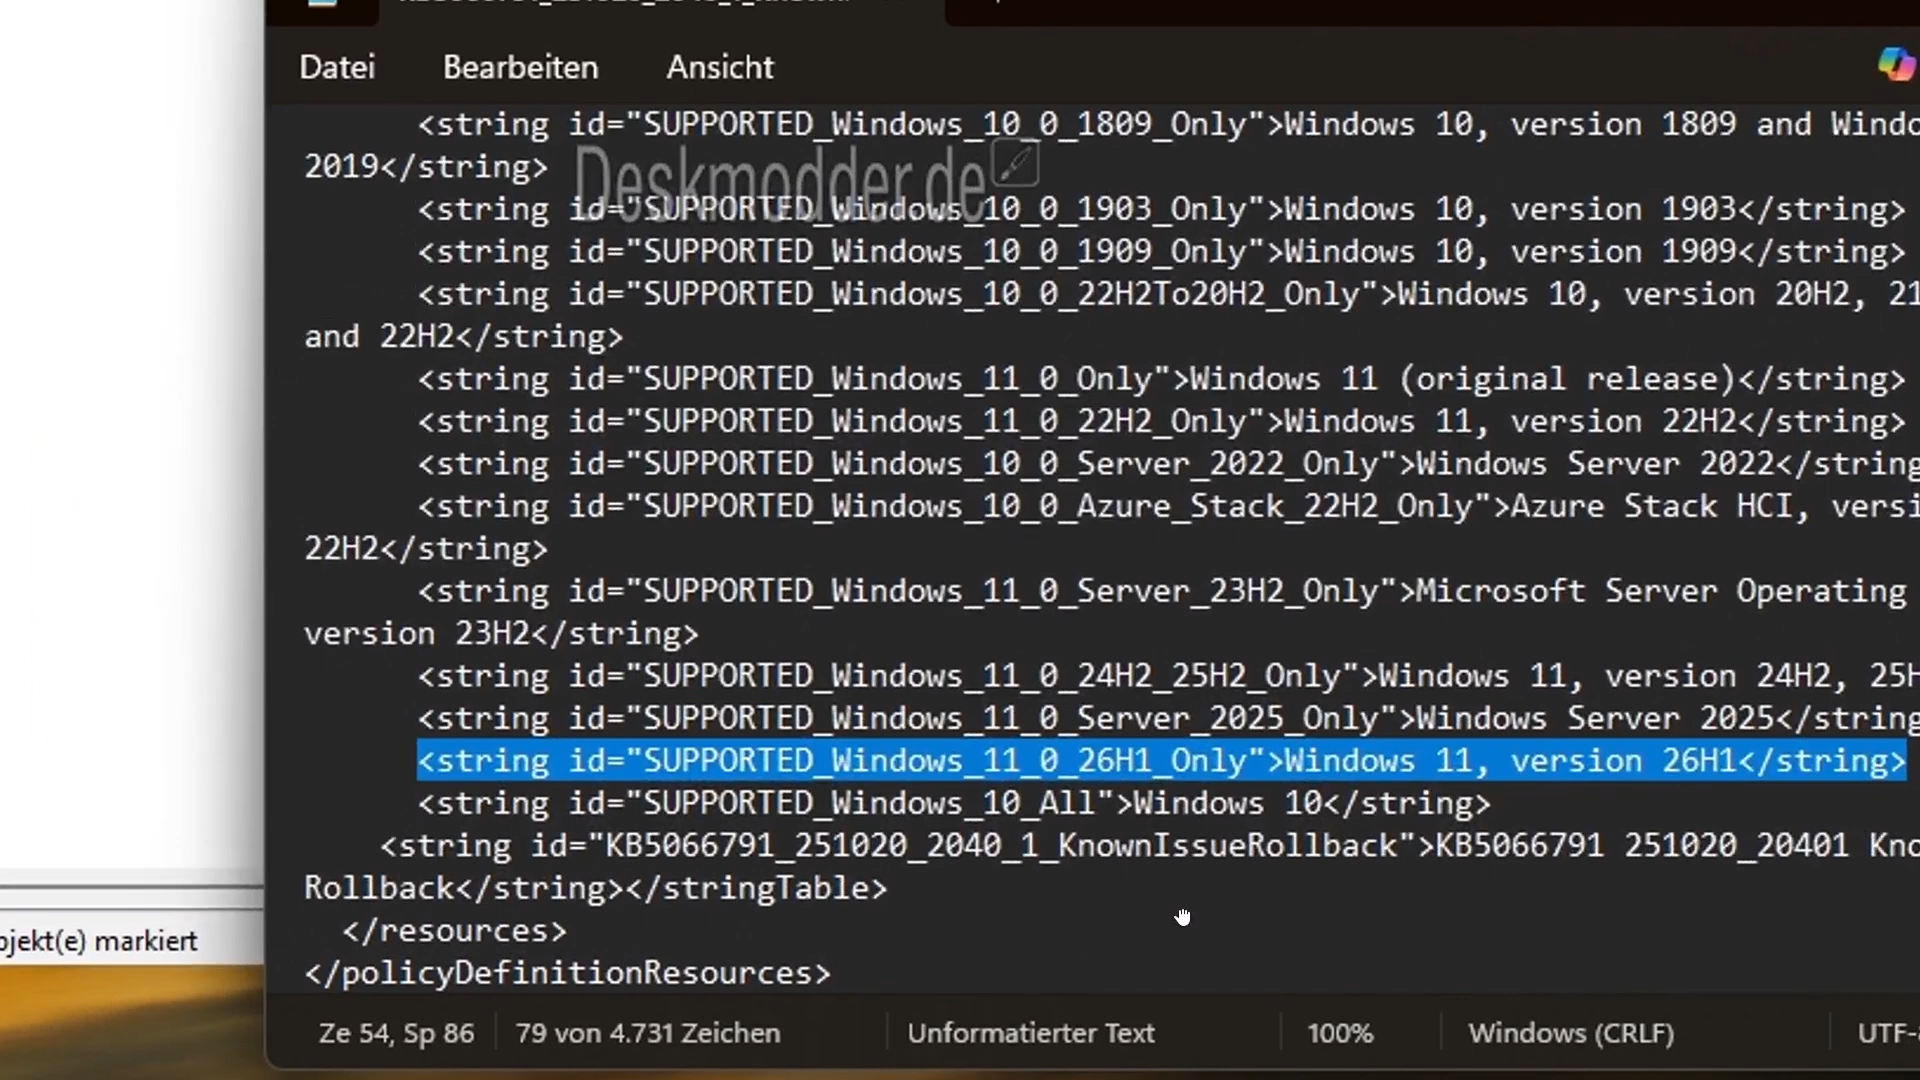 Datei Bearbeiten Ansicht
<string id="SUPPORTED_Windows_10_0_1809_Only">Windows 10, version 1809 and Windo
2019</string>
Deskmodder.de
<string id="SUPPORTED_Windows_10_0_1903_Only">Windows 10, version 1903</string>
<string id="SUPPORTED_Windows_10_0_1909_Only">Windows 10, version 1909</string>
<string id="SUPPORTED_Windows_10_0_22H2To20H2_Only">Windows 10, version 20H2, 21
and 22H2</string>
<string id="SUPPORTED_Windows_11_0_Only">Windows 11 (original release)</string>
<string id="SUPPORTED_Windows_11_0_22H2_Only">Windows 11, version 22H2</string>
<string id="SUPPORTED_Windows_10_0_Server_2022_Only">Windows Server 2022</string
<string id="SUPPORTED_Windows_10_0_Azure_Stack_22H2_Only">Azure Stack HCI, versi
22H2</string>
<string id="SUPPORTED_Windows_11_0_Server_23H2_Only">Microsoft Server Operating
version 23H2</string>
<string id="SUPPORTED_Windows_11_0_24H2_25H2_Only">Windows 11, version 24H2, 25H
<string id="SUPPORTED_Windows_11_0_Server_2025_Only">Windows Server 2025</string
<string id="SUPPORTED_Windows_11_0_26H1_Only">Windows 11, version 26H1</string>
<string id="SUPPORTED_Windows_10_All">Windows 10</string>
<string id="KB5066791_251020_2040_1_KnownIssueRollback">KB5066791 251020_20401 Kno
Rollback</string></stringTable>
</resources>
</policyDefinitionResources>
bjekt(e) markiert
Ze 54, Sp 86 79 von 4.731 Zeichen Unformatierter Text 100% Windows (CRLF) UTF-8